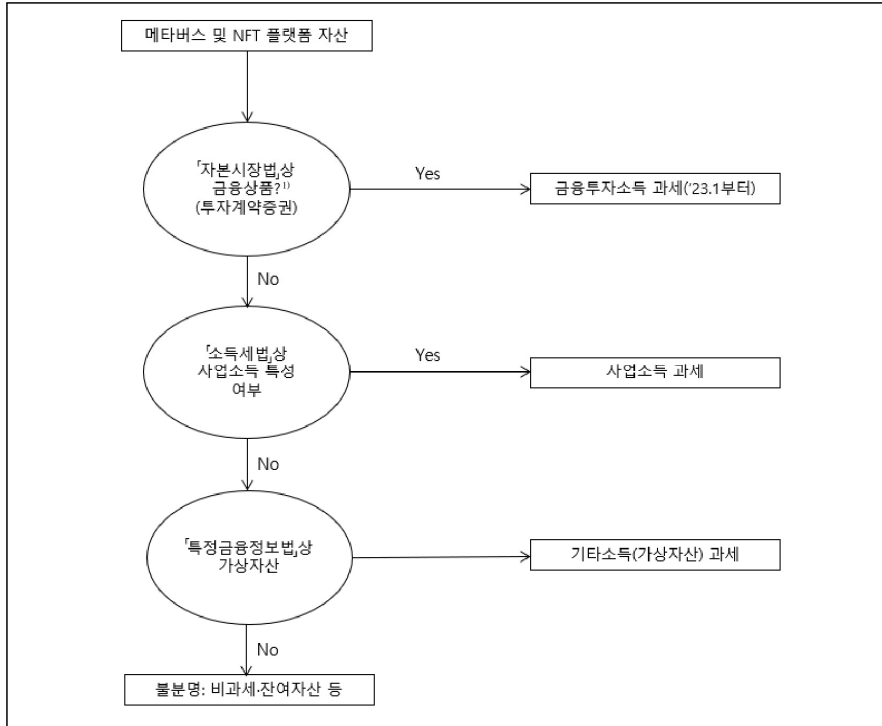 메타버스 및 NFT 플랫폼 자산
「자본시장법」상
금융상품?¹⁾
(투자계약증권)
Yes
금융투자소득 과세('23.1부터)
No
「소득세법」상
사업소득 특성
여부
Yes
사업소득 과세
No
「특정금융정보법」상
가상자산
기타소득(가상자산) 과세
No
불분명: 비과세·잔여자산 등